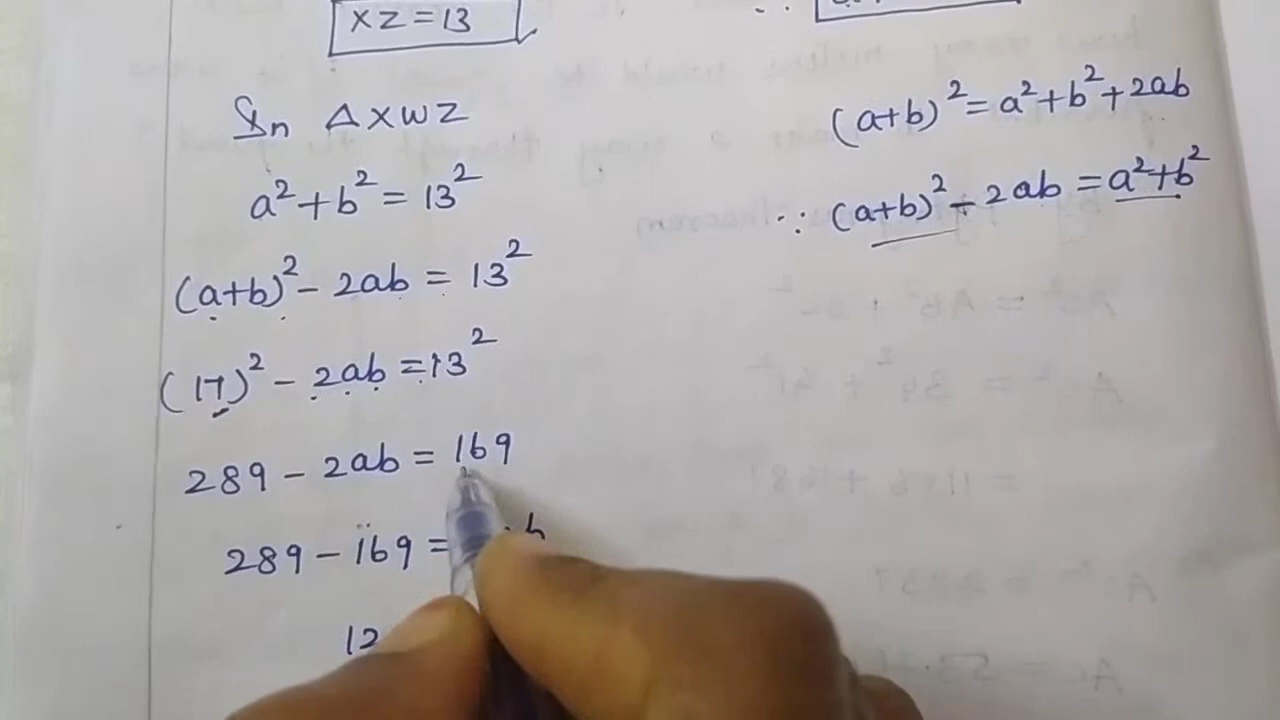 XZ = 13
In ΔXWZ
a² + b² = 13²
(a+b)² - 2ab = 13²
(17)² - 2ab = 13²
289 - 2ab = 169
289 - 169 =
12
(a+b)² = a² + b² + 2ab
∴ (a+b)² - 2ab = a² + b²